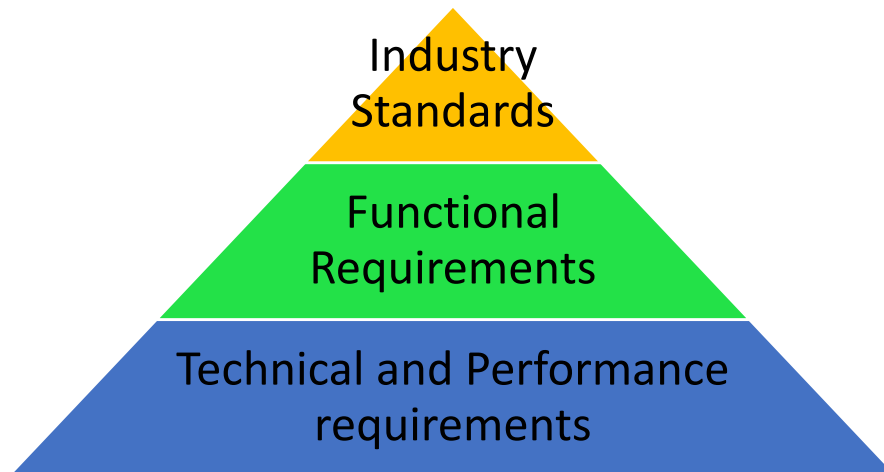 Industry
Standards
Functional
Requirements
Technical and Performance
requirements